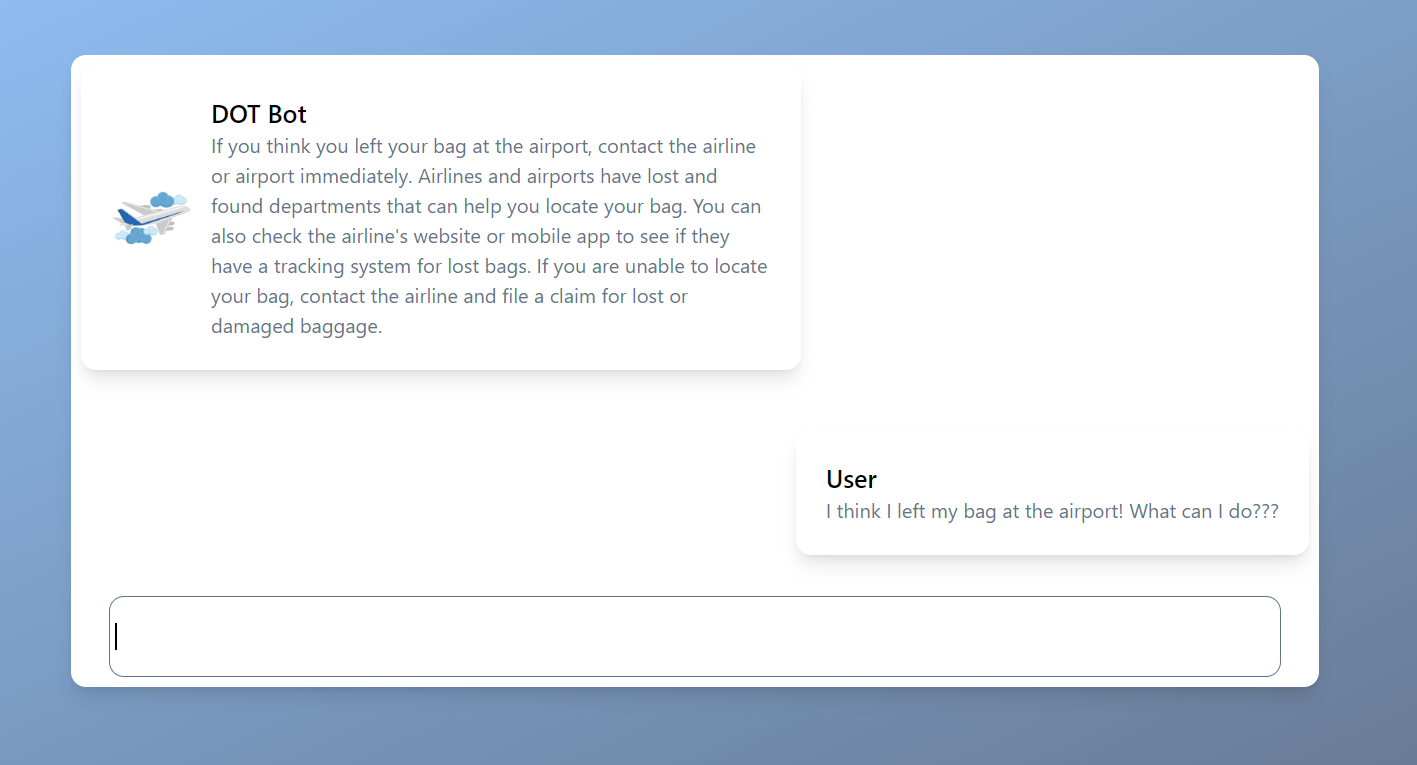 DOT Bot
If you think you left your bag at the airport, contact the airline
or airport immediately. Airlines and airports have lost and
found departments that can help you locate your bag. You can
also check the airline's website or mobile app to see if they
have a tracking system for lost bags. If you are unable to locate
your bag, contact the airline and file a claim for lost or
damaged baggage.
User
I think I left my bag at the airport! What can I do???